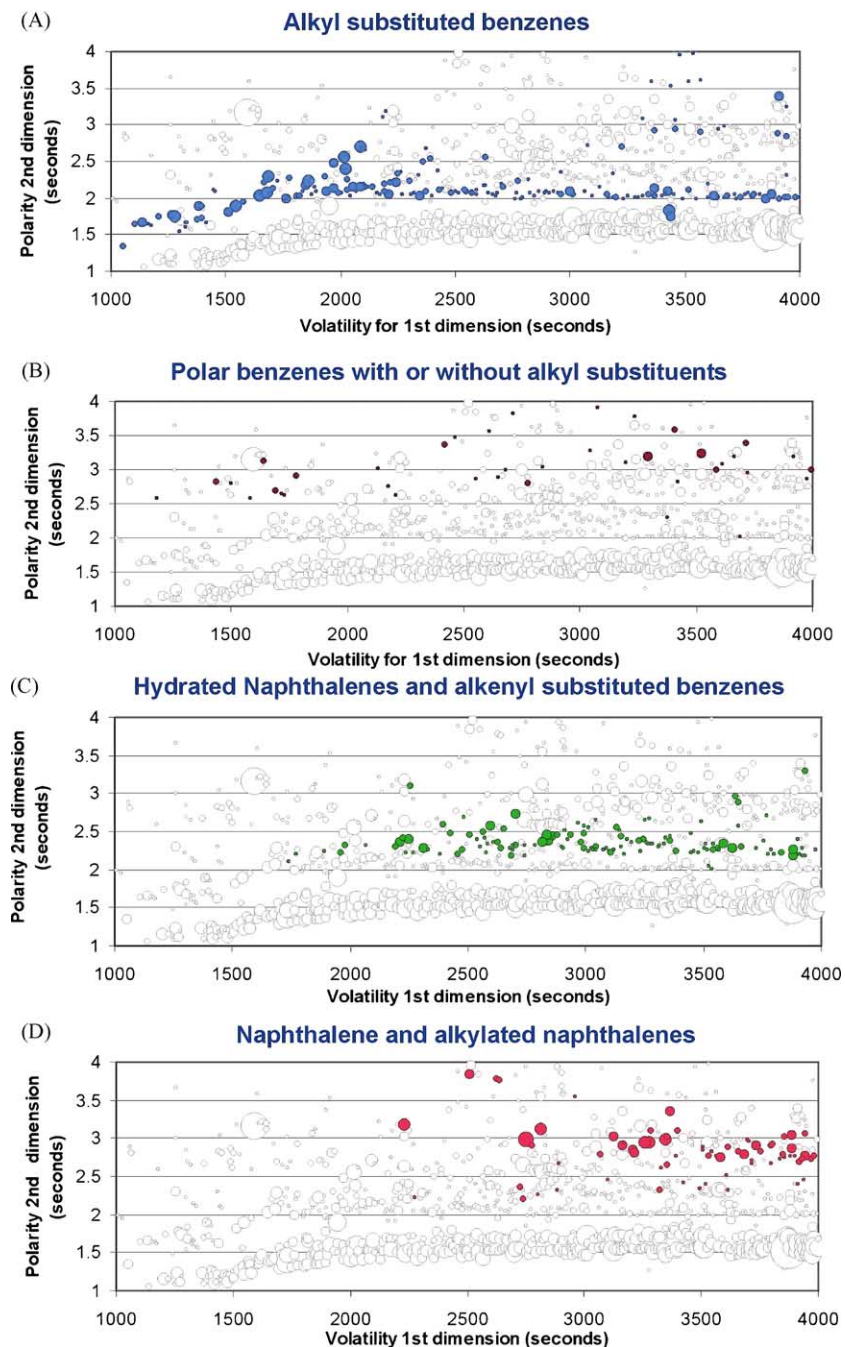 (A)
Alkyl substituted benzenes
Polarity 2nd dimension
(seconds)
4
3.5
3
2.5
2
1.5
1
1000 1500 2000 2500 3000 3500 4000
Volatility for 1st dimension (seconds)
(B)
Polar benzenes with or without alkyl substituents
Polarity 2nd dimension
(seconds)
4
3.5
3
2.5
2
1.5
1
1000 1500 2000 2500 3000 3500 4000
Volatility for 1st dimension (seconds)
(C)
Hydrated Naphthalenes and alkenyl substituted benzenes
Polarity 2nd dimension
(seconds)
4
3.5
3
2.5
2
1.5
1
1000 1500 2000 2500 3000 3500 4000
Volatility 1st dimension (seconds)
(D)
Naphthalene and alkylated naphthalenes
Polarity 2nd dimension
(seconds)
4
3.5
3
2.5
2
1.5
1
1000 1500 2000 2500 3000 3500 4000
Volatility 1st dimension (seconds)